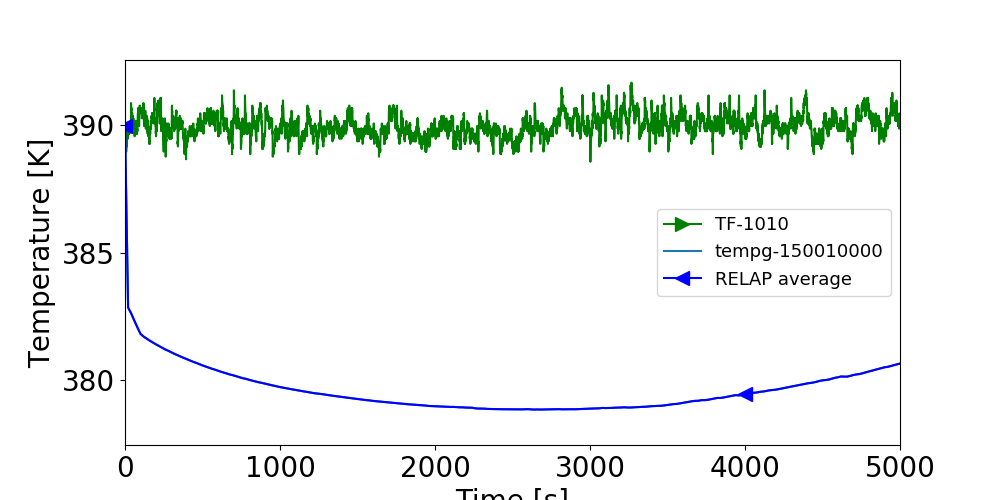 390
385
380
Temperature [K]
TF-1010
tempg-150010000
RELAP average
0 1000 2000 3000 4000 5000
Time [s]